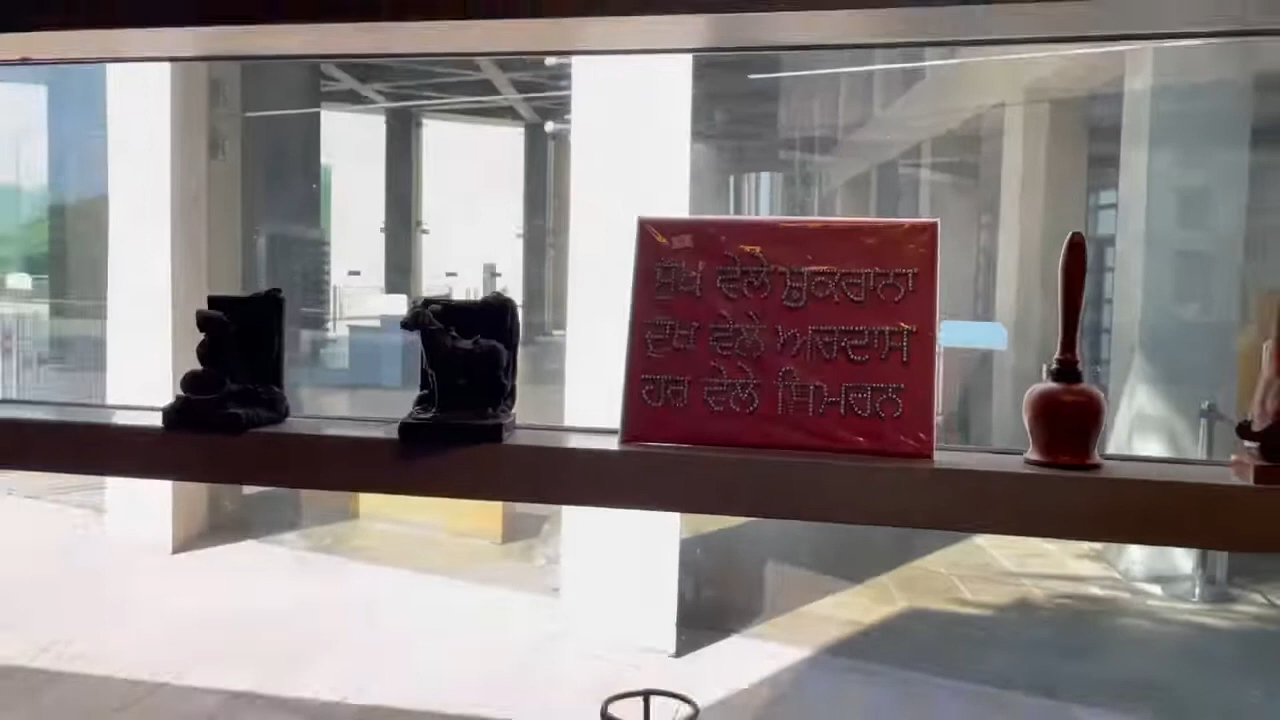 ਸੁੱਖ ਵੇਲੇ ਸ਼ੁਕਰਾਨਾ
ਦੁੱਖ ਵੇਲੇ ਅਰਦਾਸ
ਹਰ ਵੇਲੇ ਸਿਮਰਨ